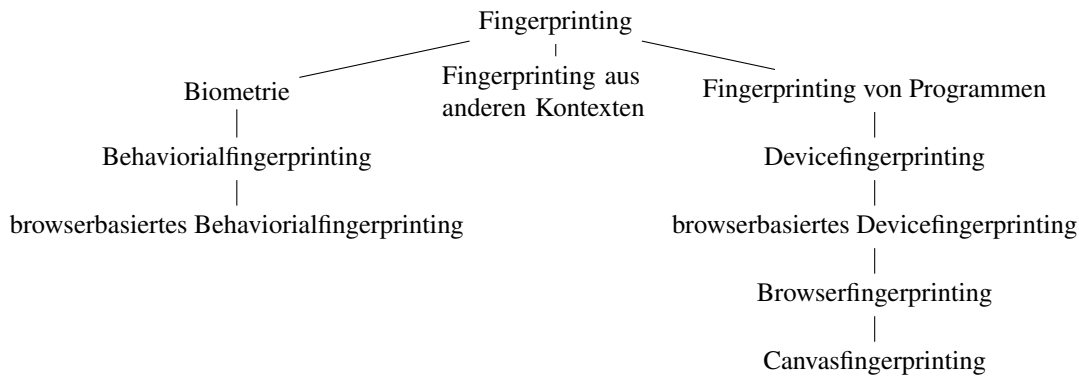 Fingerprinting
Biometrie
Fingerprinting aus
anderen Kontexten
Fingerprinting von Programmen
Behaviorialfingerprinting
Devicefingerprinting
browserbasiertes Behaviorialfingerprinting
browserbasiertes Devicefingerprinting
Browserfingerprinting
Canvasfingerprinting